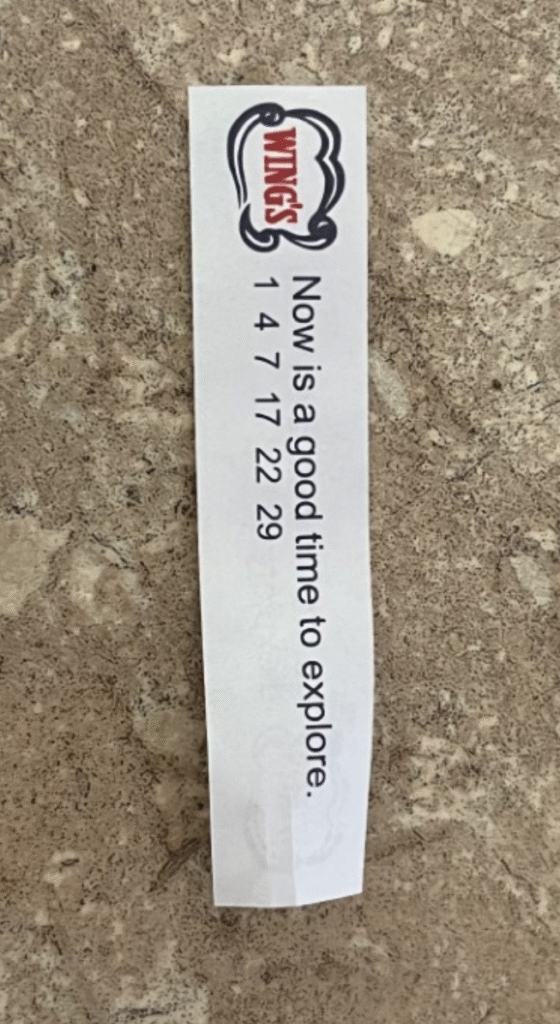 WING'S
Now is a good time to explore.
1 4 7 17 22 29